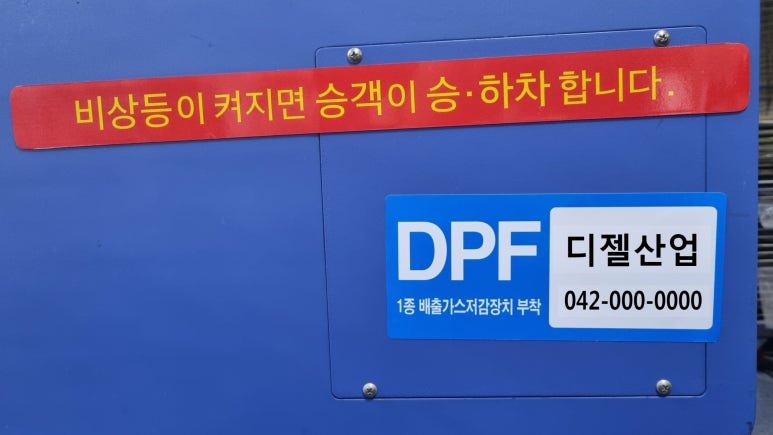 비상등이 켜지면 승객이 승·하차 합니다.
DPF
1종 배출가스저감장치 부착
디젤산업
042-000-0000